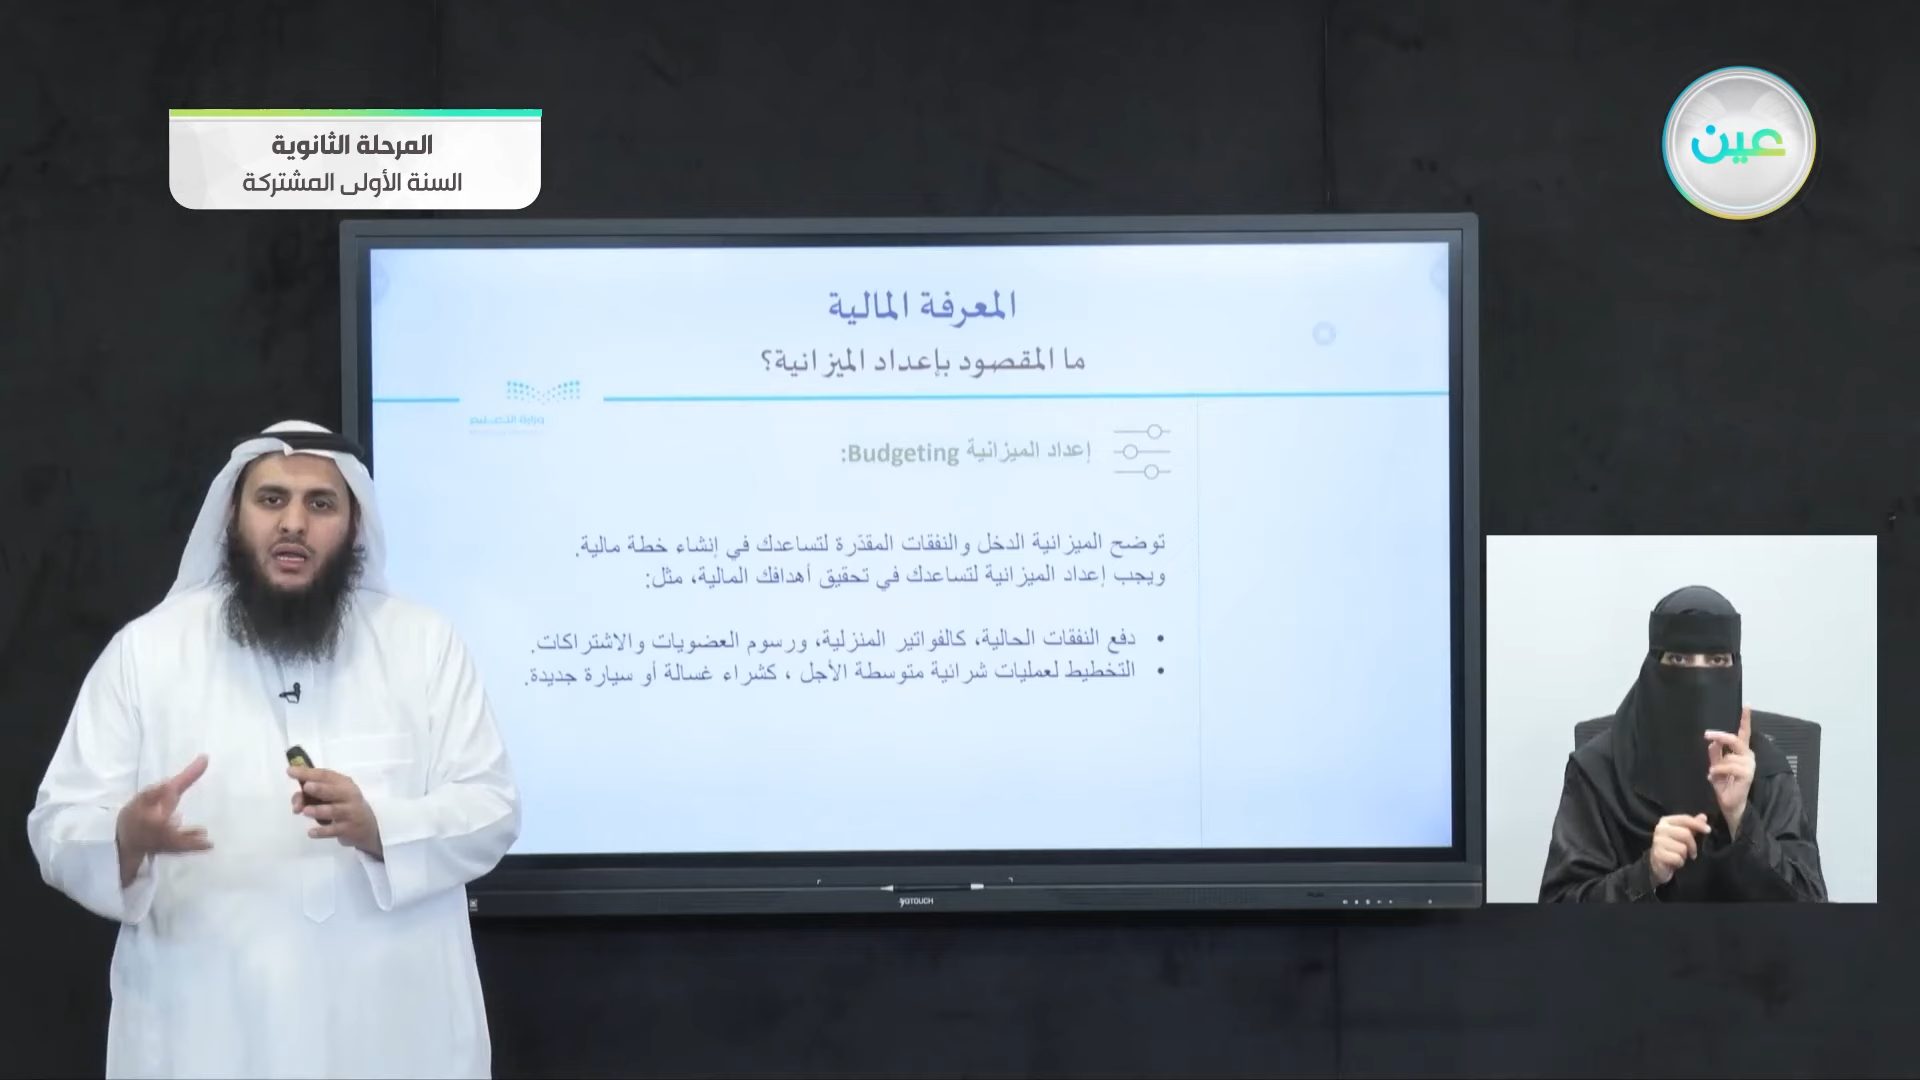 المرحلة الثانوية
السنة الأولى المشتركة
عين
المعرفة المالية
ما المقصود بإعداد الميزانية؟
وزارة التعـليم
إعداد الميزانية Budgeting:
توضح الميزانية الدخل والنفقات المقدّرة لتساعدك في إنشاء خطة مالية.
ويجب إعداد الميزانية لتساعدك في تحقيق أهدافك المالية، مثل:
• دفع النفقات الحالية، كالفواتير المنزلية، ورسوم العضويات والاشتراكات.
• التخطيط لعمليات شرائية متوسطة الأجل ، كشراء غسالة أو سيارة جديدة.